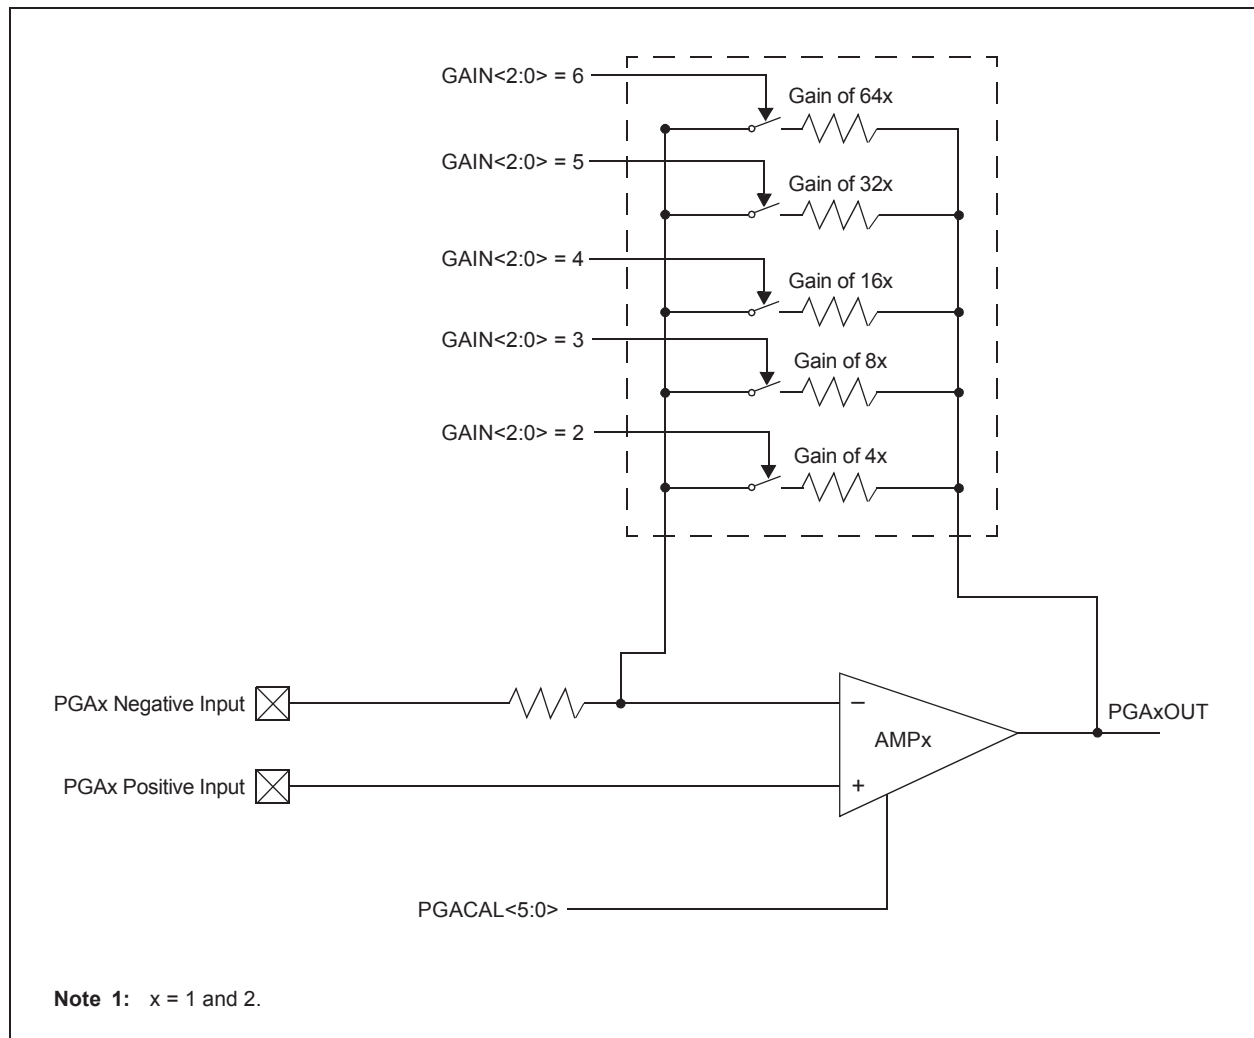 GAIN<2:0> = 6
Gain of 64x
GAIN<2:0> = 5
Gain of 32x
GAIN<2:0> = 4
Gain of 16x
GAIN<2:0> = 3
Gain of 8x
GAIN<2:0> = 2
Gain of 4x
PGAx Negative Input
–
AMPx
PGAxOUT
PGAx Positive Input
+
PGACAL<5:0>
Note 1: x = 1 and 2.